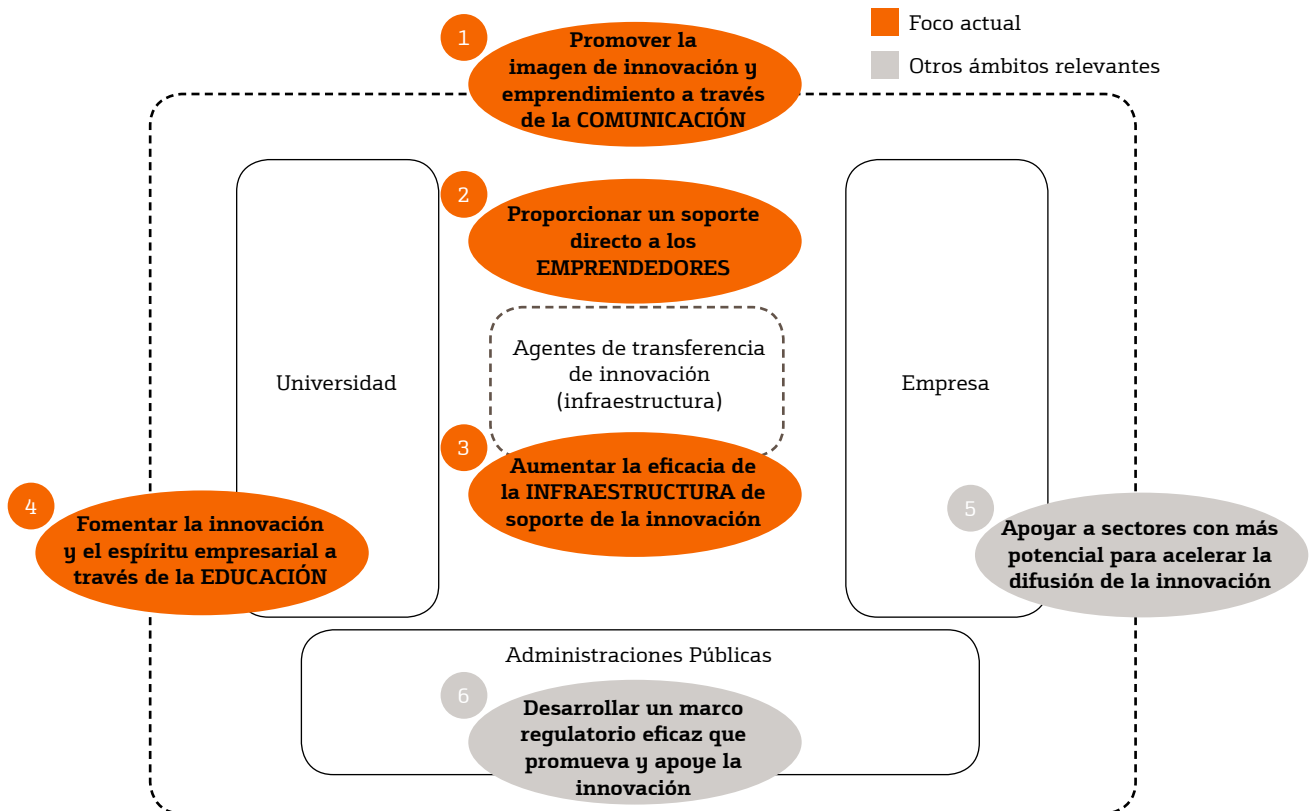 1
Promover la
imagen de innovación y
emprendimiento a través
de la COMUNICACIÓN
Foco actual
Otros ámbitos relevantes
2
Proporcionar un soporte
directo a los
EMPRENDEDORES
Universidad
Agentes de transferencia
de innovación
(infraestructura)
Empresa
3
Aumentar la eficacia de
la INFRAESTRUCTURA de
soporte de la innovación
4
Fomentar la innovación
y el espíritu empresarial a
través de la EDUCACIÓN
5
Apoyar a sectores con más
potencial para acelerar la
difusión de la innovación
Administraciones Públicas
6
Desarrollar un marco
regulatorio eficaz que
promueva y apoye la
innovación